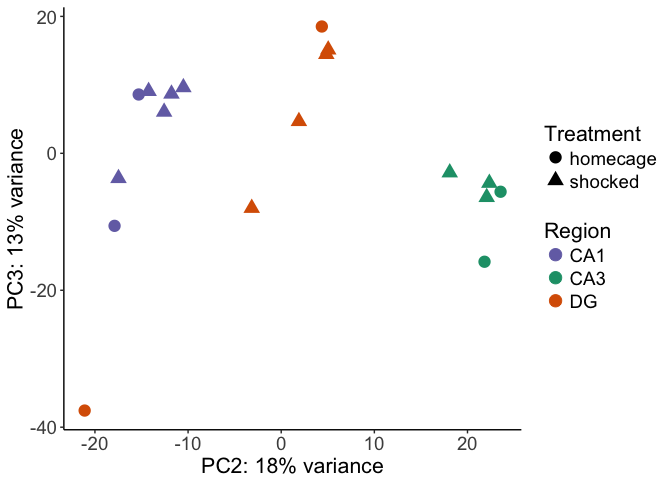 20
0
-20
-40
-20
-10
0
10
20
PC2: 18% variance
PC3: 13% variance
Treatment
homecage
shocked
Region
CA1
CA3
DG